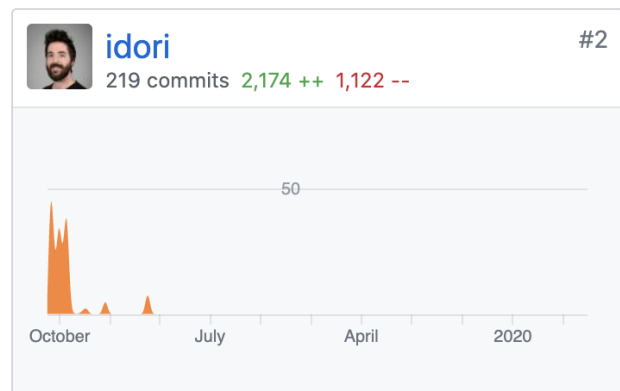 idori
#2
219 commits 2,174 ++ 1,122 --
50
October July April 2020